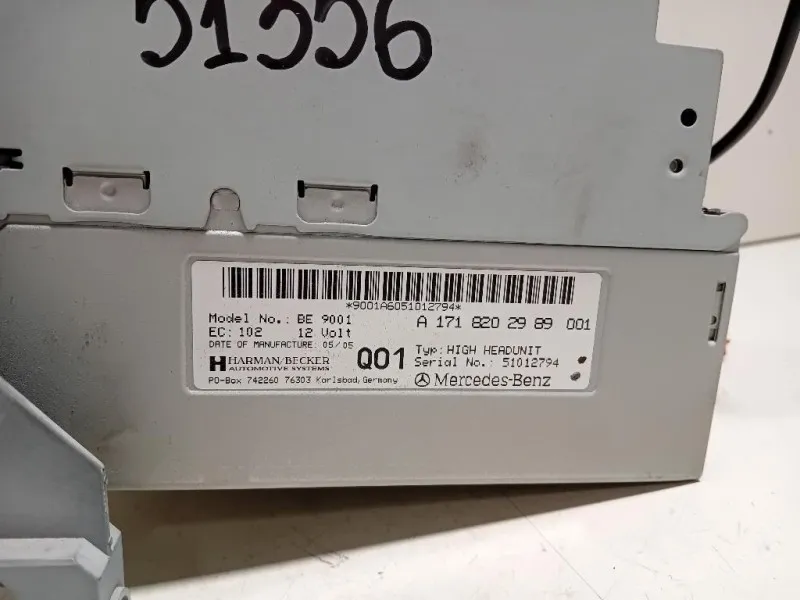 51556
*9001A6051012794*
Model No.: BE 9001
A 171 820 29 89 001
EC: 102 12 Volt
DATE OF MANUFACTURE: 05/05
Q01
Typ: HIGH HEADUNIT
HARMAN/BECKER
AUTOMOTIVE SYSTEMS
Serial No.: 51012794
PO-Box 742260 76303 Karlsbad, Germany
Mercedes-Benz